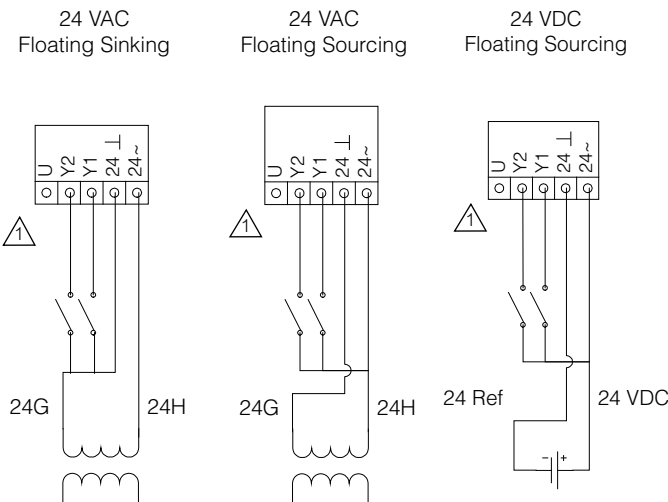 24 VAC
Floating Sinking
24 VAC
Floating Sourcing
24 VDC
Floating Sourcing
U
Y2
Y1
24 ⊥
24~
U
Y2
Y1
24 ⊥
24~
U
Y2
Y1
24 ⊥
24~
1
1
1
24G
24H
24G
24H
24 Ref
24 VDC
- +